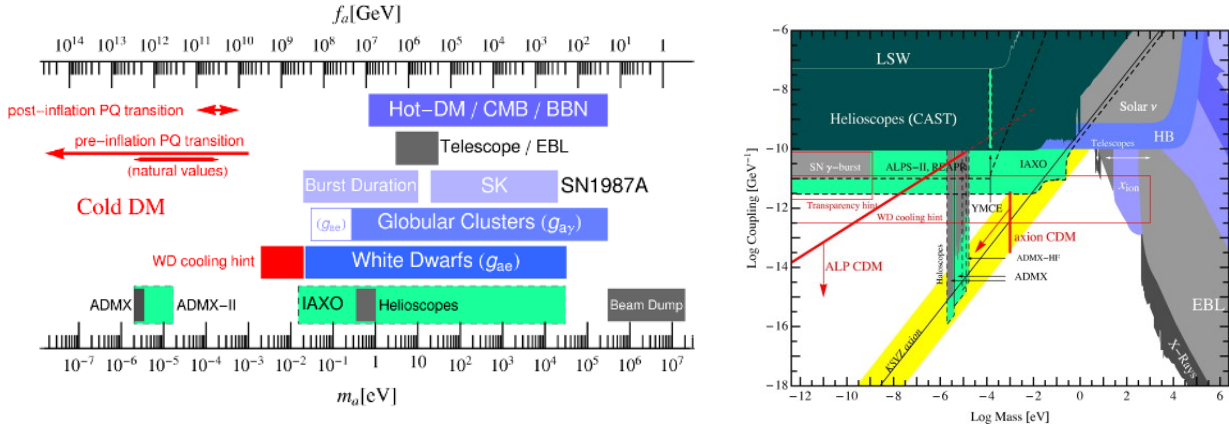 f_a[GeV]
10^14 10^13 10^12 10^11 10^10 10^9 10^8 10^7 10^6 10^5 10^4 10^3 10^2 10^1 1
post−inflation PQ transition
Hot-DM / CMB / BBN
pre−inflation PQ transition
Telescope / EBL
(natural values)
Burst Duration
SK
SN1987A
Cold DM
(g_ae)
Globular Clusters (g_aγ)
WD cooling hint
White Dwarfs (g_ae)
ADMX
ADMX-II
IAXO
Helioscopes
Beam Dump
10^-7 10^-6 10^-5 10^-4 10^-3 10^-2 10^-1 1 10 10^2 10^3 10^4 10^5 10^6 10^7
m_a[eV]
Log Coupling [GeV^-1]
-6
-8
-10
-12
-14
-16
-18
LSW
Helioscopes (CAST)
Solar ν
HB
Telescopes
SN γ−burst
ALPS−II, REAPR
IAXO
x_ion
Transparency hint
YMCE
WD cooling hint
axion CDM
Haloscopes
ADMX−HF
ADMX
ALP CDM
EBL
X−Rays
KSVZ axion
-12 -10 -8 -6 -4 -2 0 2 4 6
Log Mass [eV]